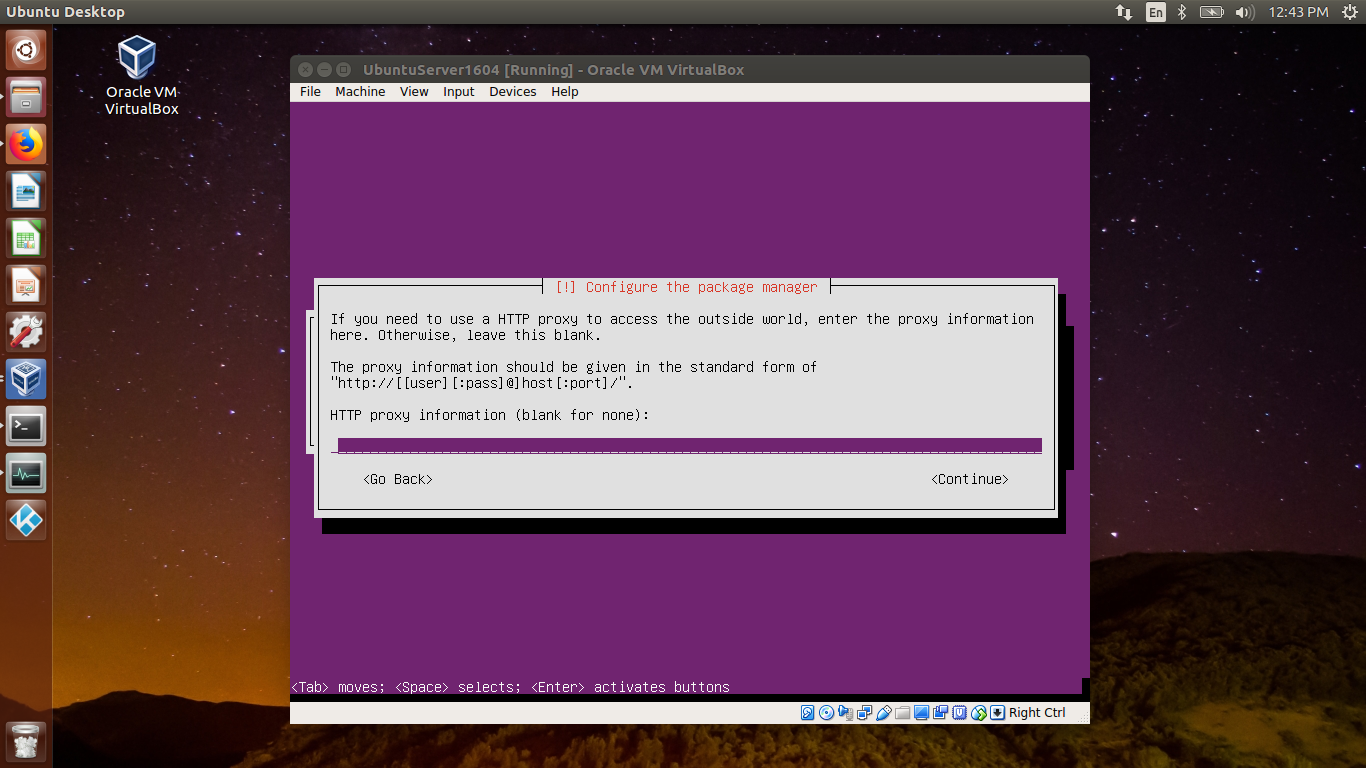 Ubuntu Desktop
En
12:43 PM
Oracle VM
VirtualBox
UbuntuServer1604 [Running] - Oracle VM VirtualBox
File Machine View Input Devices Help
[!] Configure the package manager
If you need to use a HTTP proxy to access the outside world, enter the proxy information
here. Otherwise, leave this blank.
The proxy information should be given in the standard form of
"http://[[user][:pass]@]host[:port]/".
HTTP proxy information (blank for none):
<Go Back> <Continue>
<Tab> moves; <Space> selects; <Enter> activates buttons
Right Ctrl